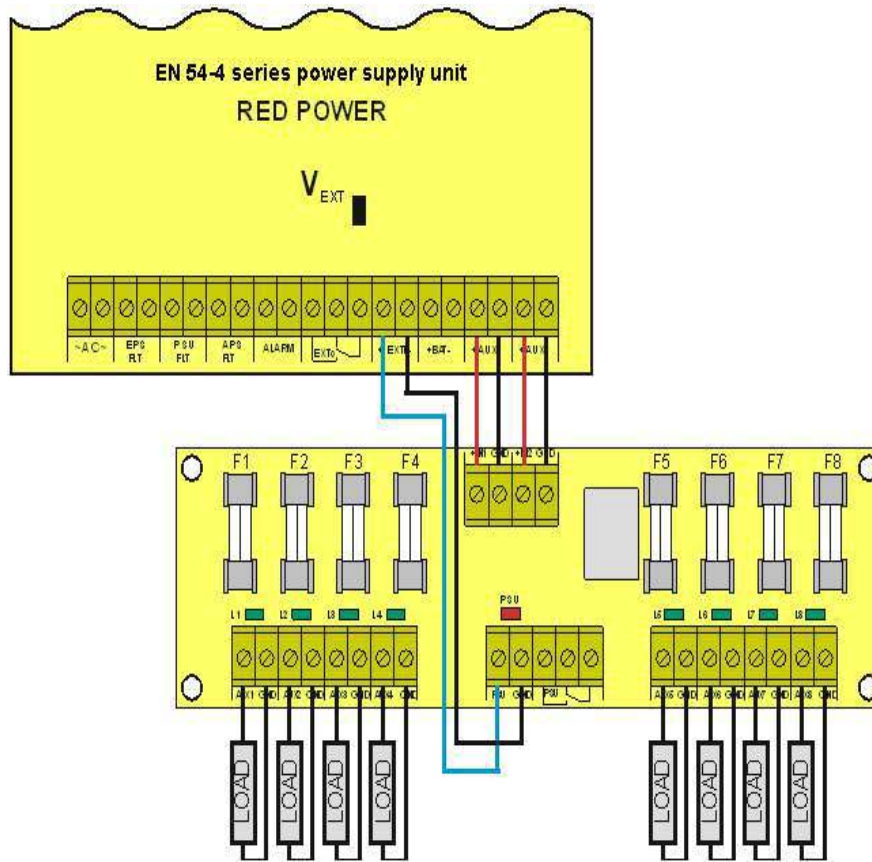 EN 54-4 series power supply unit
RED POWER
V EXT
~AC~ EPS FLT PSU FLT APS FLT ALARM EXTo + EXTi- +BAT- +AUX- +AUX-
+IN1 GND +IN2 GND
F1 F2 F3 F4 F5 F6 F7 F8
PSU
L1 L2 L3 L4 L5 L6 L7 L8
AUX1 GND AUX2 GND AUX3 GND AUX4 GND PSU GND PSU AUX5 GND AUX6 GND AUX7 GND AUX8 GND
LOAD LOAD LOAD LOAD LOAD LOAD LOAD LOAD